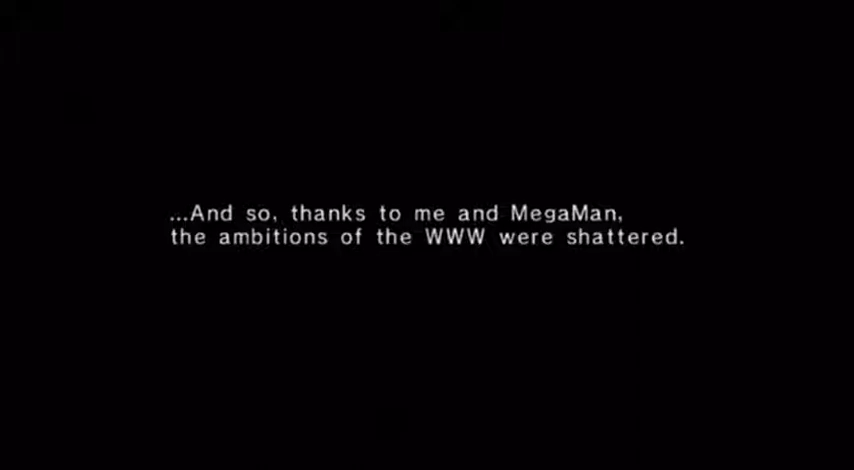 ...And so, thanks to me and MegaMan,
the ambitions of the WWW were shattered.